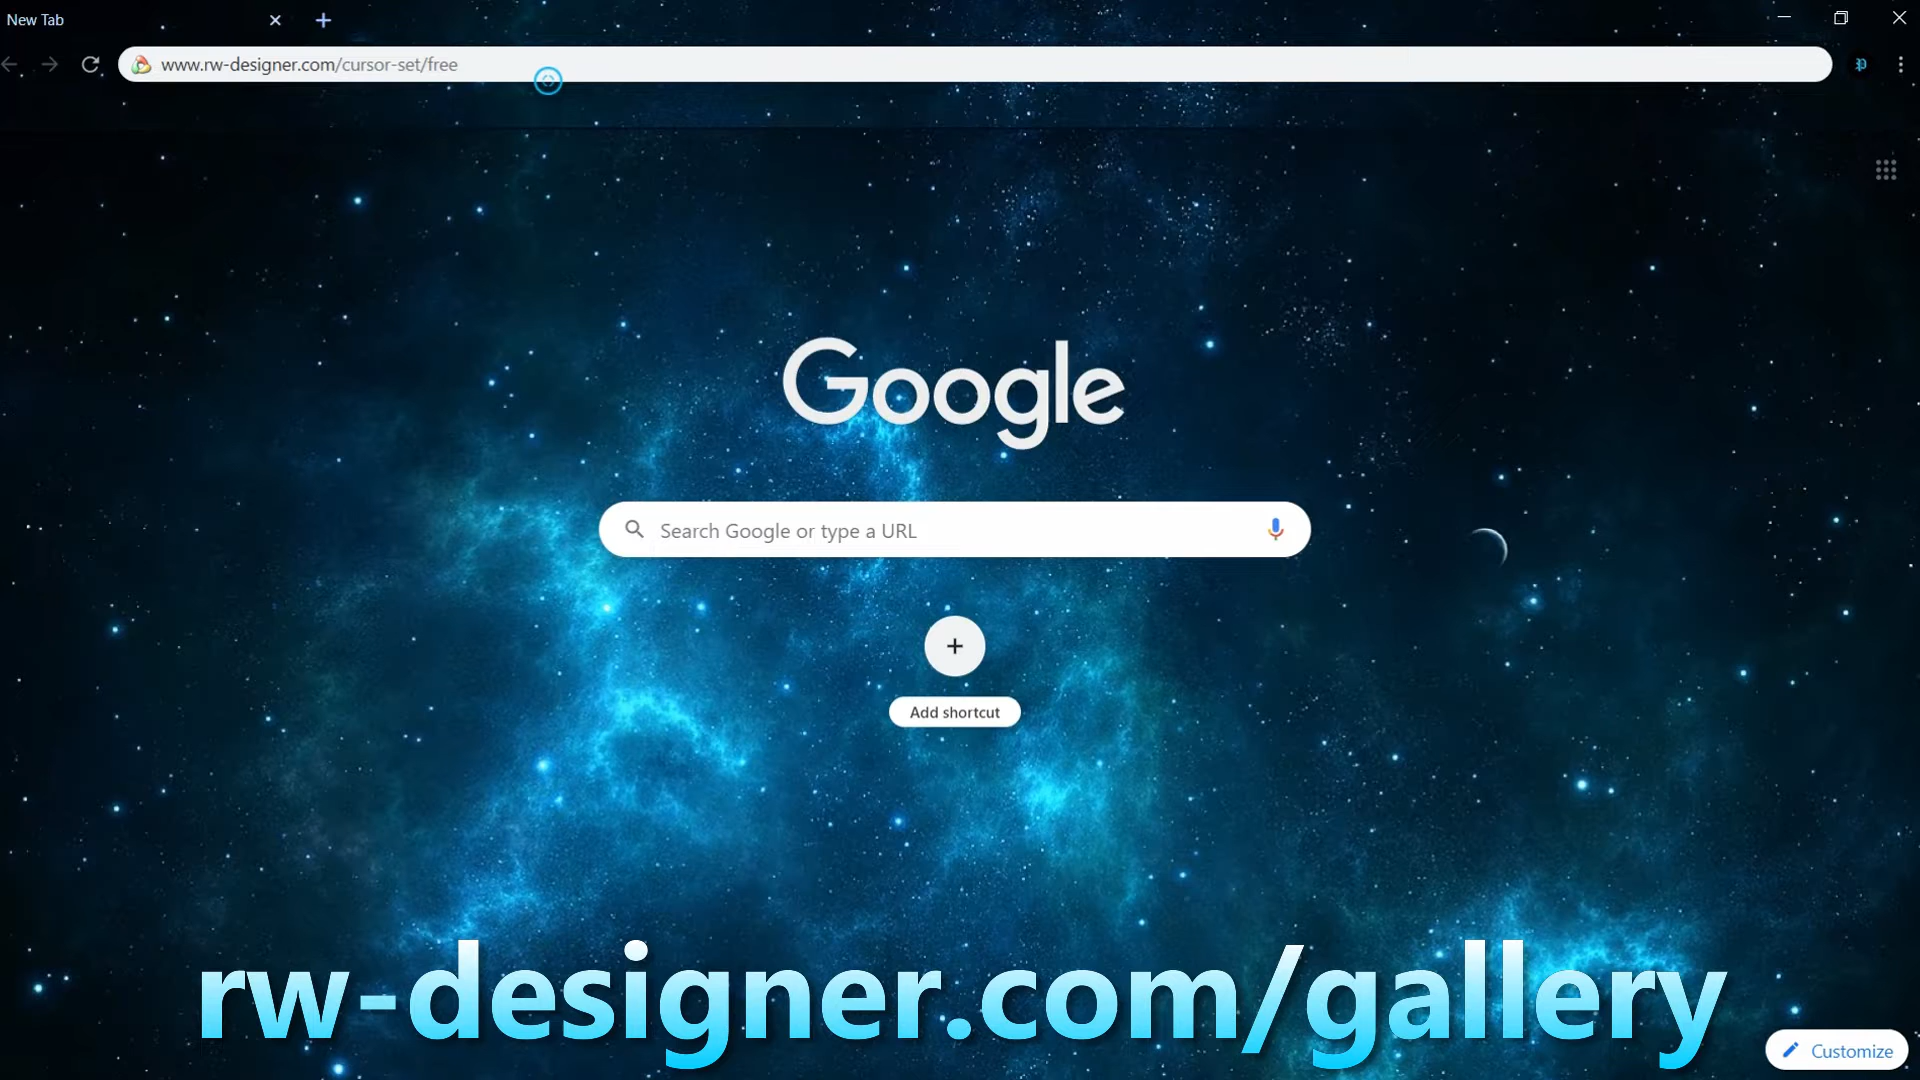 New Tab
www.rw-designer.com/cursor-set/free
Google
Search Google or type a URL
Add shortcut
rw-designer.com/gallery
Customize